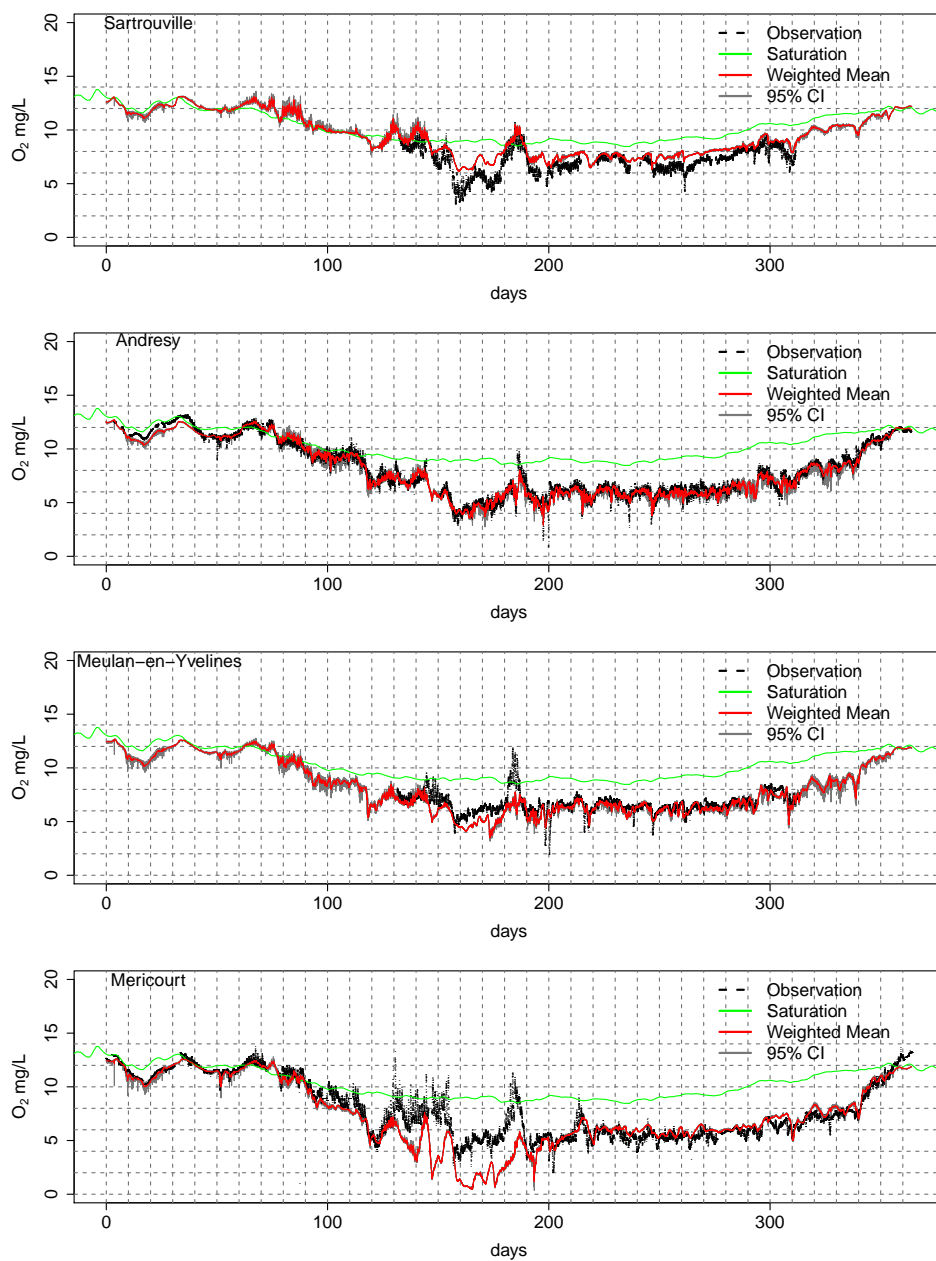 Sartrouville
Observation
Saturation
Weighted Mean
95% CI
O2 mg/L
20
15
10
5
0
0 100 200 300
days
Andresy
Observation
Saturation
Weighted Mean
95% CI
O2 mg/L
20
15
10
5
0
0 100 200 300
days
Meulan−en−Yvelines
Observation
Saturation
Weighted Mean
95% CI
O2 mg/L
20
15
10
5
0
0 100 200 300
days
Mericourt
Observation
Saturation
Weighted Mean
95% CI
O2 mg/L
20
15
10
5
0
0 100 200 300
days